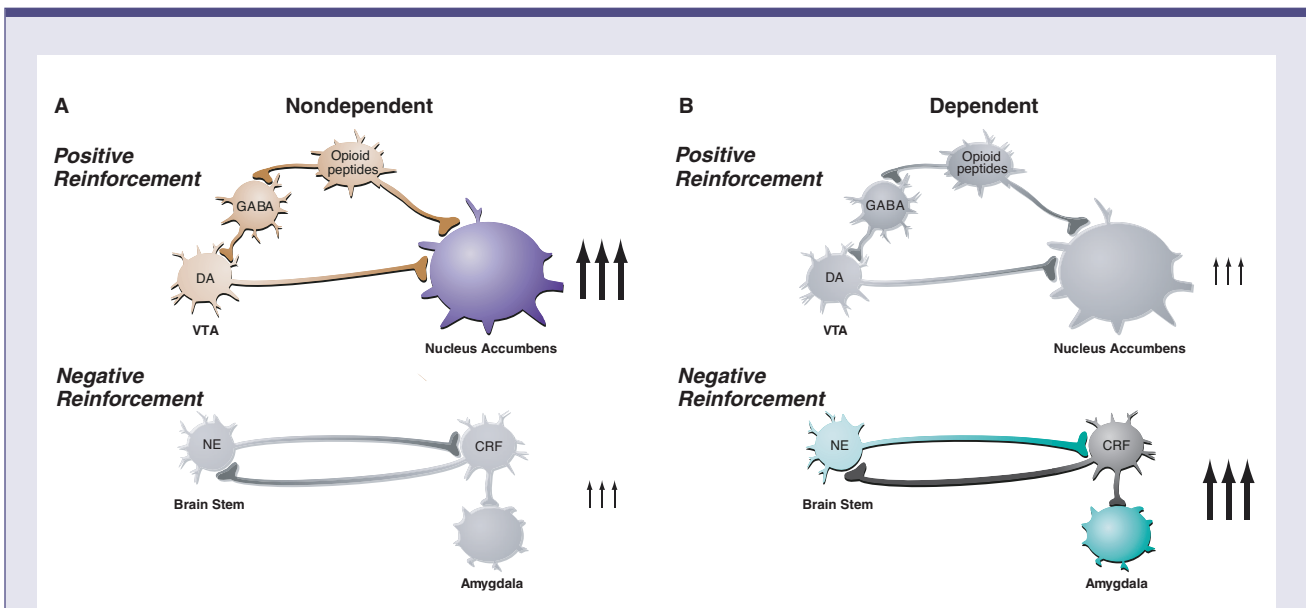 A
Nondependent
Positive
Reinforcement
Opioid
peptides
GABA
DA
VTA
Nucleus Accumbens
Negative
Reinforcement
NE
CRF
Brain Stem
Amygdala
B
Dependent
Positive
Reinforcement
Opioid
peptides
GABA
DA
VTA
Nucleus Accumbens
Negative
Reinforcement
NE
CRF
Brain Stem
Amygdala